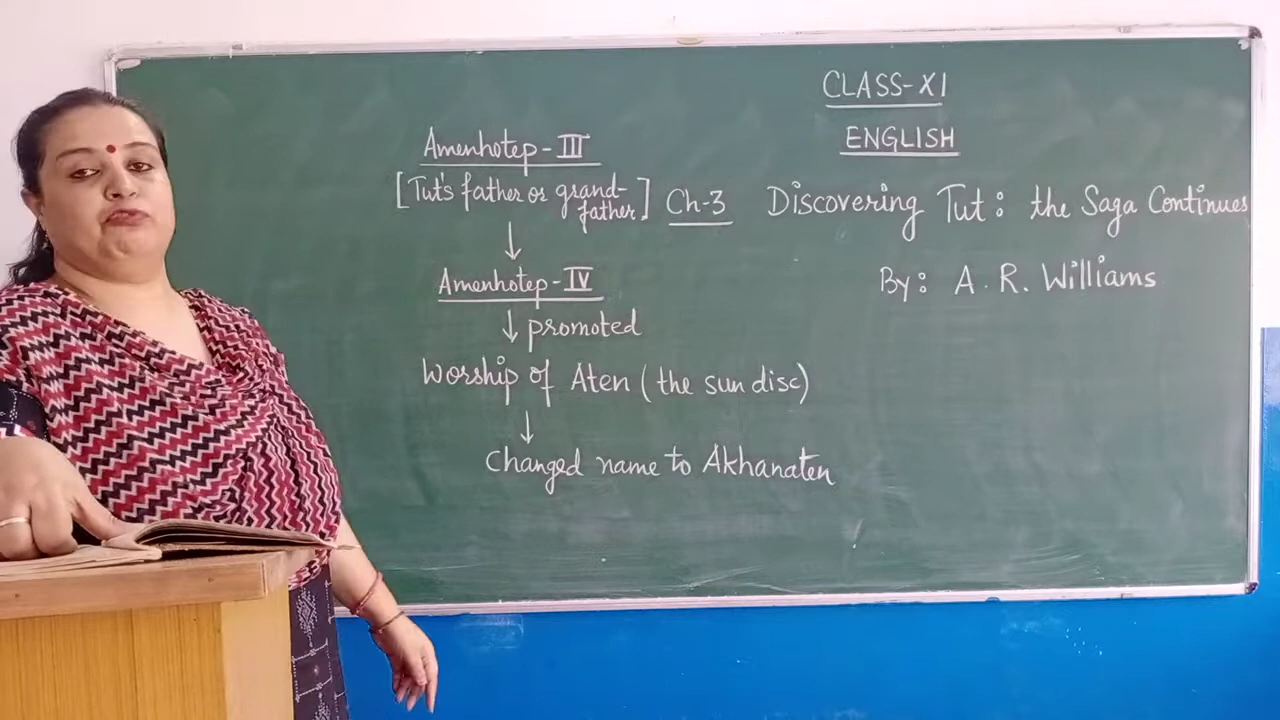 CLASS-XI
ENGLISH
Ch-3 Discovering Tut: the Saga Continues
By: A. R. Williams
Amenhotep-III
[Tut's father or grand-
father]
↓
Amenhotep-IV
↓ promoted
Worship of Aten (the sun disc)
↓
Changed name to Akhanaten